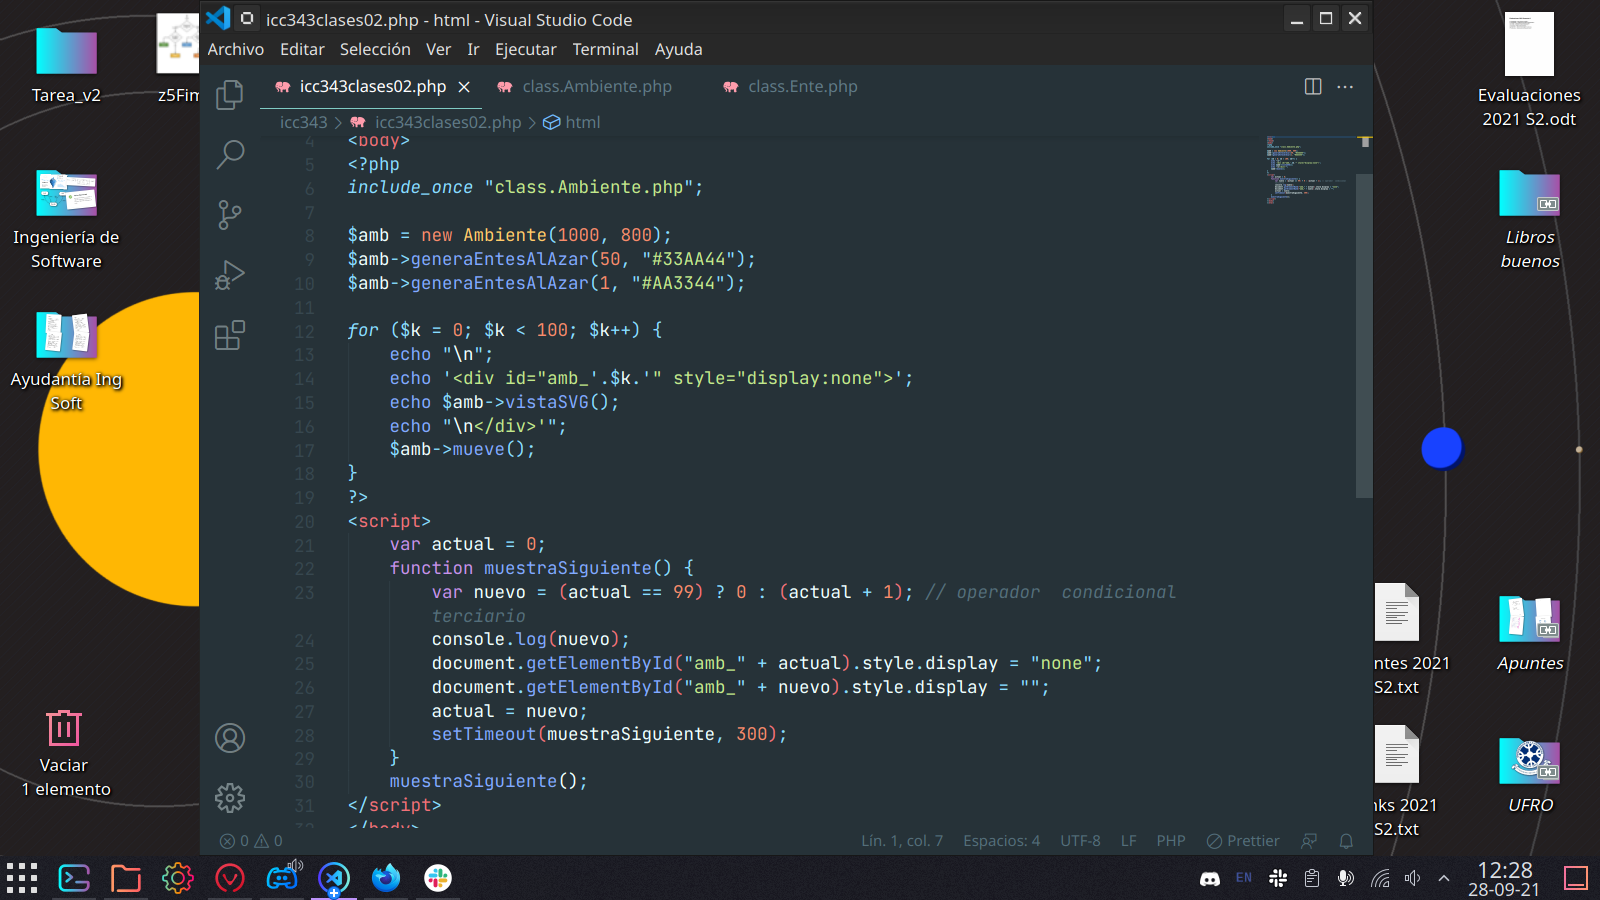 icc343clases02.php - html - Visual Studio Code
Archivo Editar Selección Ver Ir Ejecutar Terminal Ayuda
icc343clases02.php class.Ambiente.php class.Ente.php
icc343 > icc343clases02.php > html
4 <body>
5 <?php
6 include_once "class.Ambiente.php";
7
8 $amb = new Ambiente(1000, 800);
9 $amb->generaEntesAlAzar(50, "#33AA44");
10 $amb->generaEntesAlAzar(1, "#AA3344");
11
12 for ($k = 0; $k < 100; $k++) {
13 echo "\n";
14 echo '<div id="amb_'.$k.'" style="display:none">';
15 echo $amb->vistaSVG();
16 echo "\n</div>'";
17 $amb->mueve();
18 }
19 ?>
20 <script>
21 var actual = 0;
22 function muestraSiguiente() {
23 var nuevo = (actual == 99) ? 0 : (actual + 1); // operador  condicional
terciario
24 console.log(nuevo);
25 document.getElementById("amb_" + actual).style.display = "none";
26 document.getElementById("amb_" + nuevo).style.display = "";
27 actual = nuevo;
28 setTimeout(muestraSiguiente, 300);
29 }
30 muestraSiguiente();
31 </script>
32 </body>
0 0 Lín. 1, col. 7 Espacios: 4 UTF-8 LF PHP Prettier
Tarea_v2
z5Fim
Ingeniería de
Software
Ayudantía Ing
Soft
Vaciar
1 elemento
Evaluaciones
2021 S2.odt
Libros
buenos
ntes 2021
S2.txt
Apuntes
nks 2021
S2.txt
UFRO
EN
12:28
28-09-21